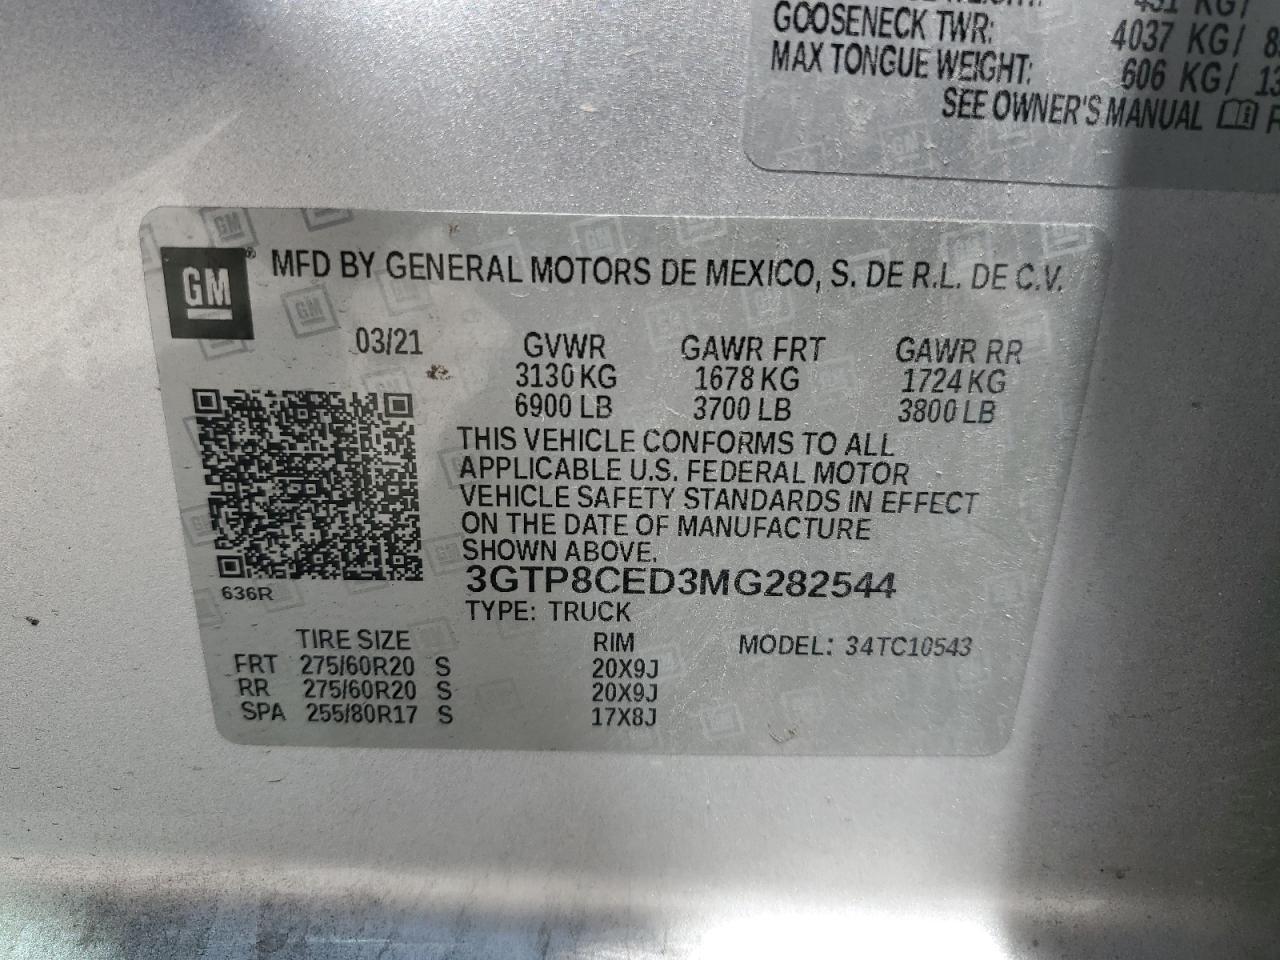 GOOSENECK TWR: 4037 KG/
MAX TONGUE WEIGHT: 606 KG/
SEE OWNER'S MANUAL
GM
MFD BY GENERAL MOTORS DE MEXICO, S. DE R.L. DE C.V.
03/21 GVWR GAWR FRT GAWR RR
3130 KG 1678 KG 1724 KG
6900 LB 3700 LB 3800 LB
THIS VEHICLE CONFORMS TO ALL
APPLICABLE U.S. FEDERAL MOTOR
VEHICLE SAFETY STANDARDS IN EFFECT
ON THE DATE OF MANUFACTURE
SHOWN ABOVE.
3GTP8CED3MG282544
636R
TYPE: TRUCK
TIRE SIZE RIM MODEL: 34TC10543
FRT 275/60R20 S 20X9J
RR 275/60R20 S 20X9J
SPA 255/80R17 S 17X8J